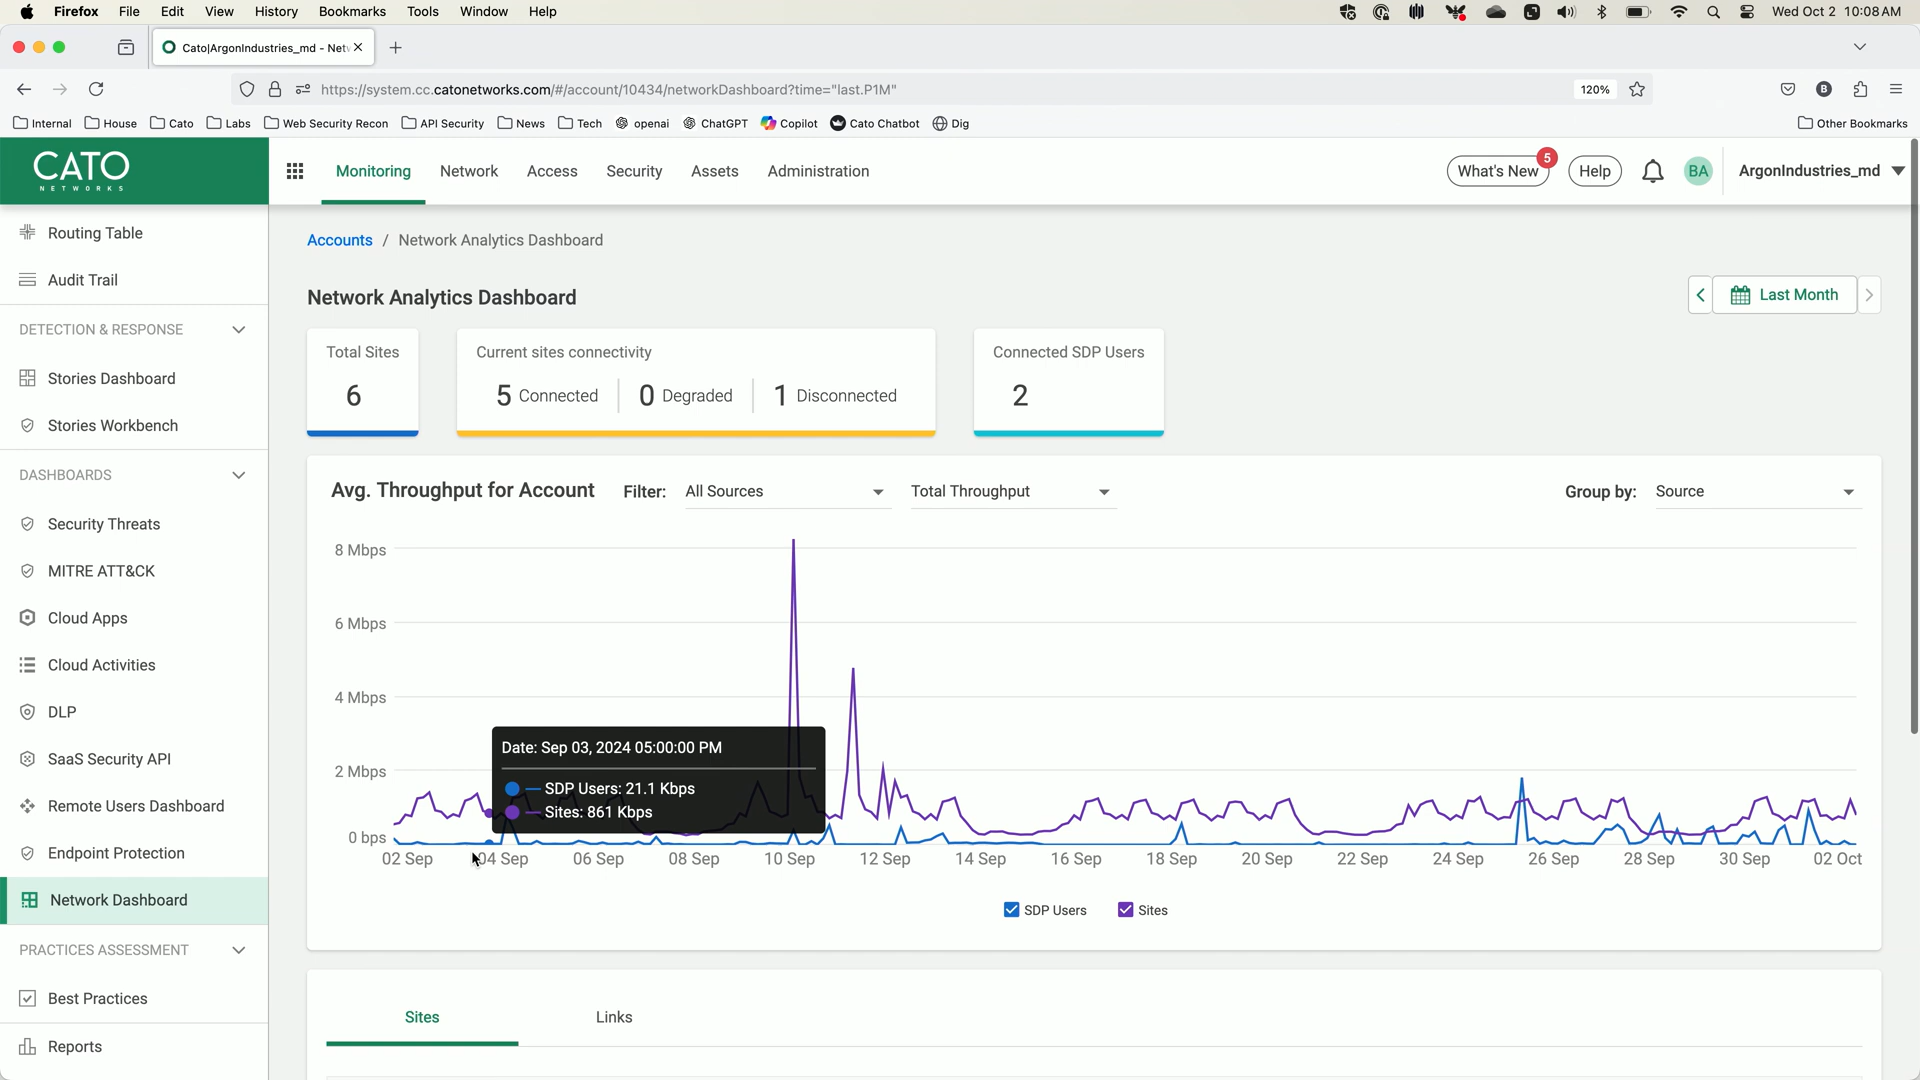 Firefox File Edit View History Bookmarks Tools Window Help Wed Oct 2 10:08 AM
Cato|ArgonIndustries_md - Net
https://system.cc.catonetworks.com/#/account/10434/networkDashboard?time="last.P1M" 120% B
Internal House Cato Labs Web Security Recon API Security News Tech openai ChatGPT Copilot Cato Chatbot Dig Other Bookmarks
CATO
NETWORKS
Monitoring Network Access Security Assets Administration What's New 5 Help BA ArgonIndustries_md
Routing Table
Audit Trail
DETECTION & RESPONSE
Stories Dashboard
Stories Workbench
DASHBOARDS
Security Threats
MITRE ATT&CK
Cloud Apps
Cloud Activities
DLP
SaaS Security API
Remote Users Dashboard
Endpoint Protection
Network Dashboard
PRACTICES ASSESSMENT
Best Practices
Reports
Accounts / Network Analytics Dashboard
Network Analytics Dashboard
Last Month
Total Sites
6
Current sites connectivity
5 Connected 0 Degraded 1 Disconnected
Connected SDP Users
2
Avg. Throughput for Account Filter: All Sources Total Throughput Group by: Source
8 Mbps
6 Mbps
4 Mbps
2 Mbps
0 bps
Date: Sep 03, 2024 05:00:00 PM
SDP Users: 21.1 Kbps
Sites: 861 Kbps
02 Sep 04 Sep 06 Sep 08 Sep 10 Sep 12 Sep 14 Sep 16 Sep 18 Sep 20 Sep 22 Sep 24 Sep 26 Sep 28 Sep 30 Sep 02 Oct
SDP Users Sites
Sites Links